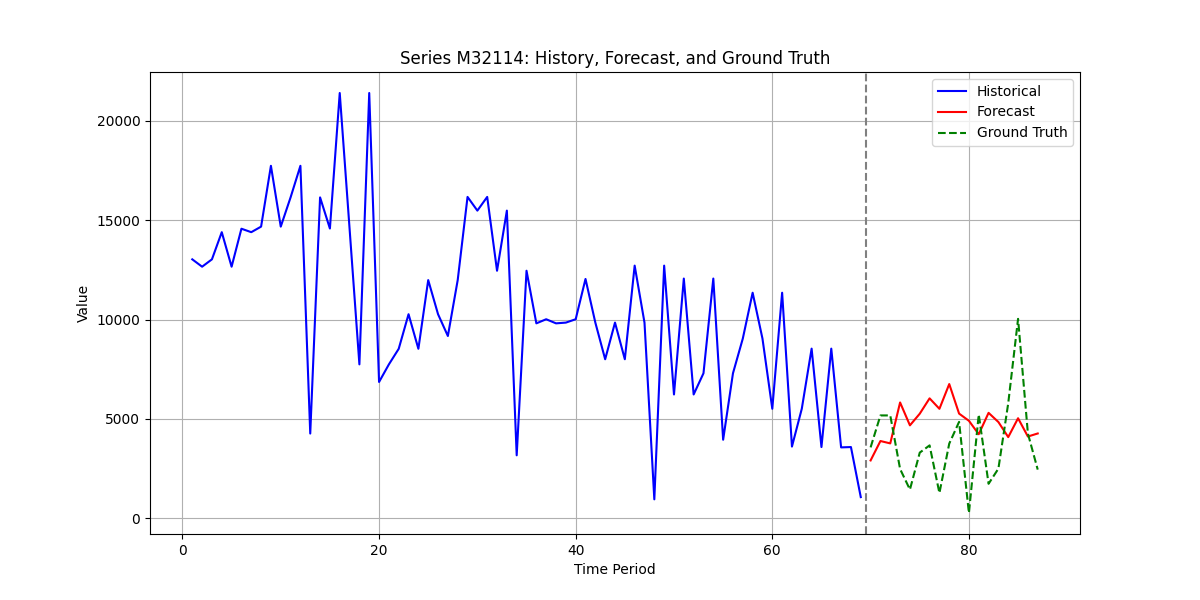 Series M32114: History, Forecast, and Ground Truth
Historical
Forecast
Ground Truth
Value
20000
15000
10000
5000
0
0 20 40 60 80
Time Period